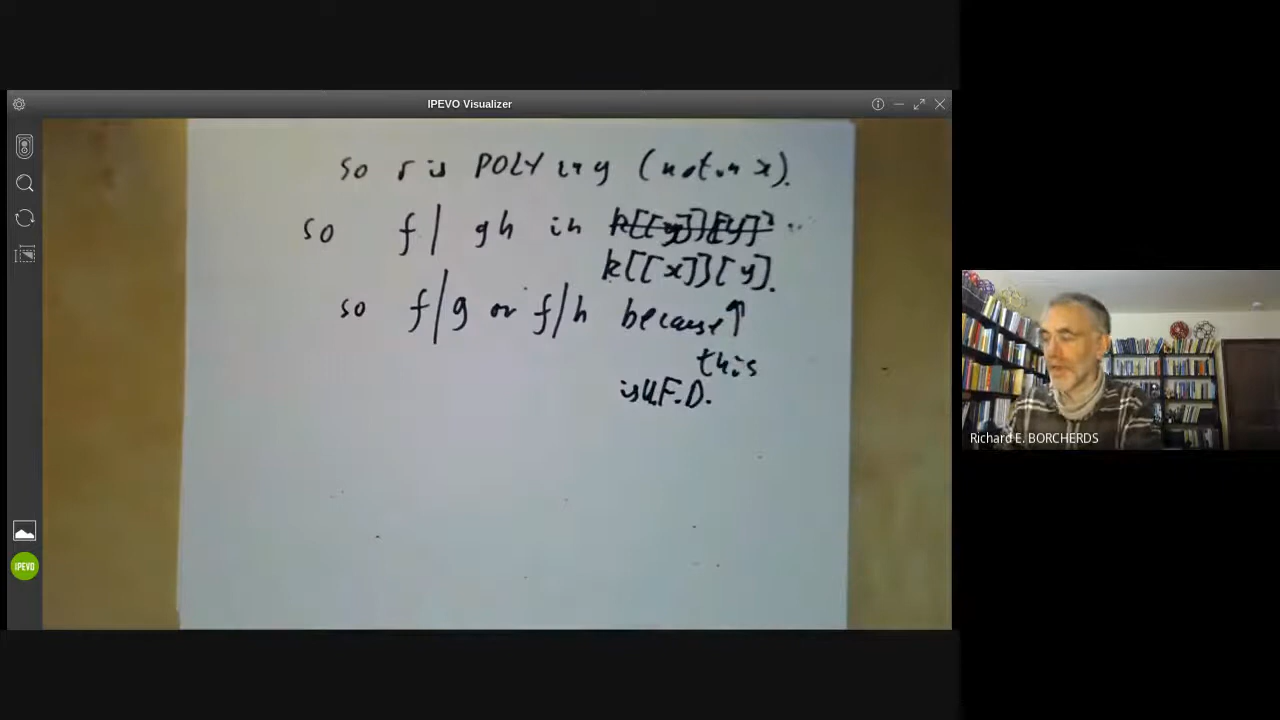 IPEVO Visualizer
so r is POLY in y (not in x).
so f | gh in k[[y]][y]
k[[x]][y].
so f|g or f/h because ↑
this
is U.F.D.
IPEVO
Richard E. BORCHERDS